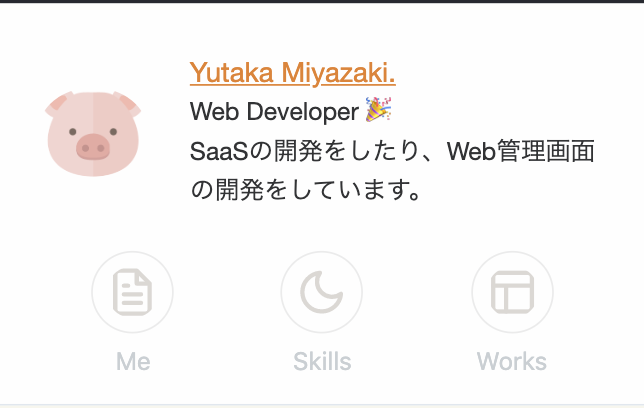 Yutaka Miyazaki.
Web Developer 🎉
SaaSの開発をしたり、Web管理画面
の開発をしています。
Me
Skills
Works